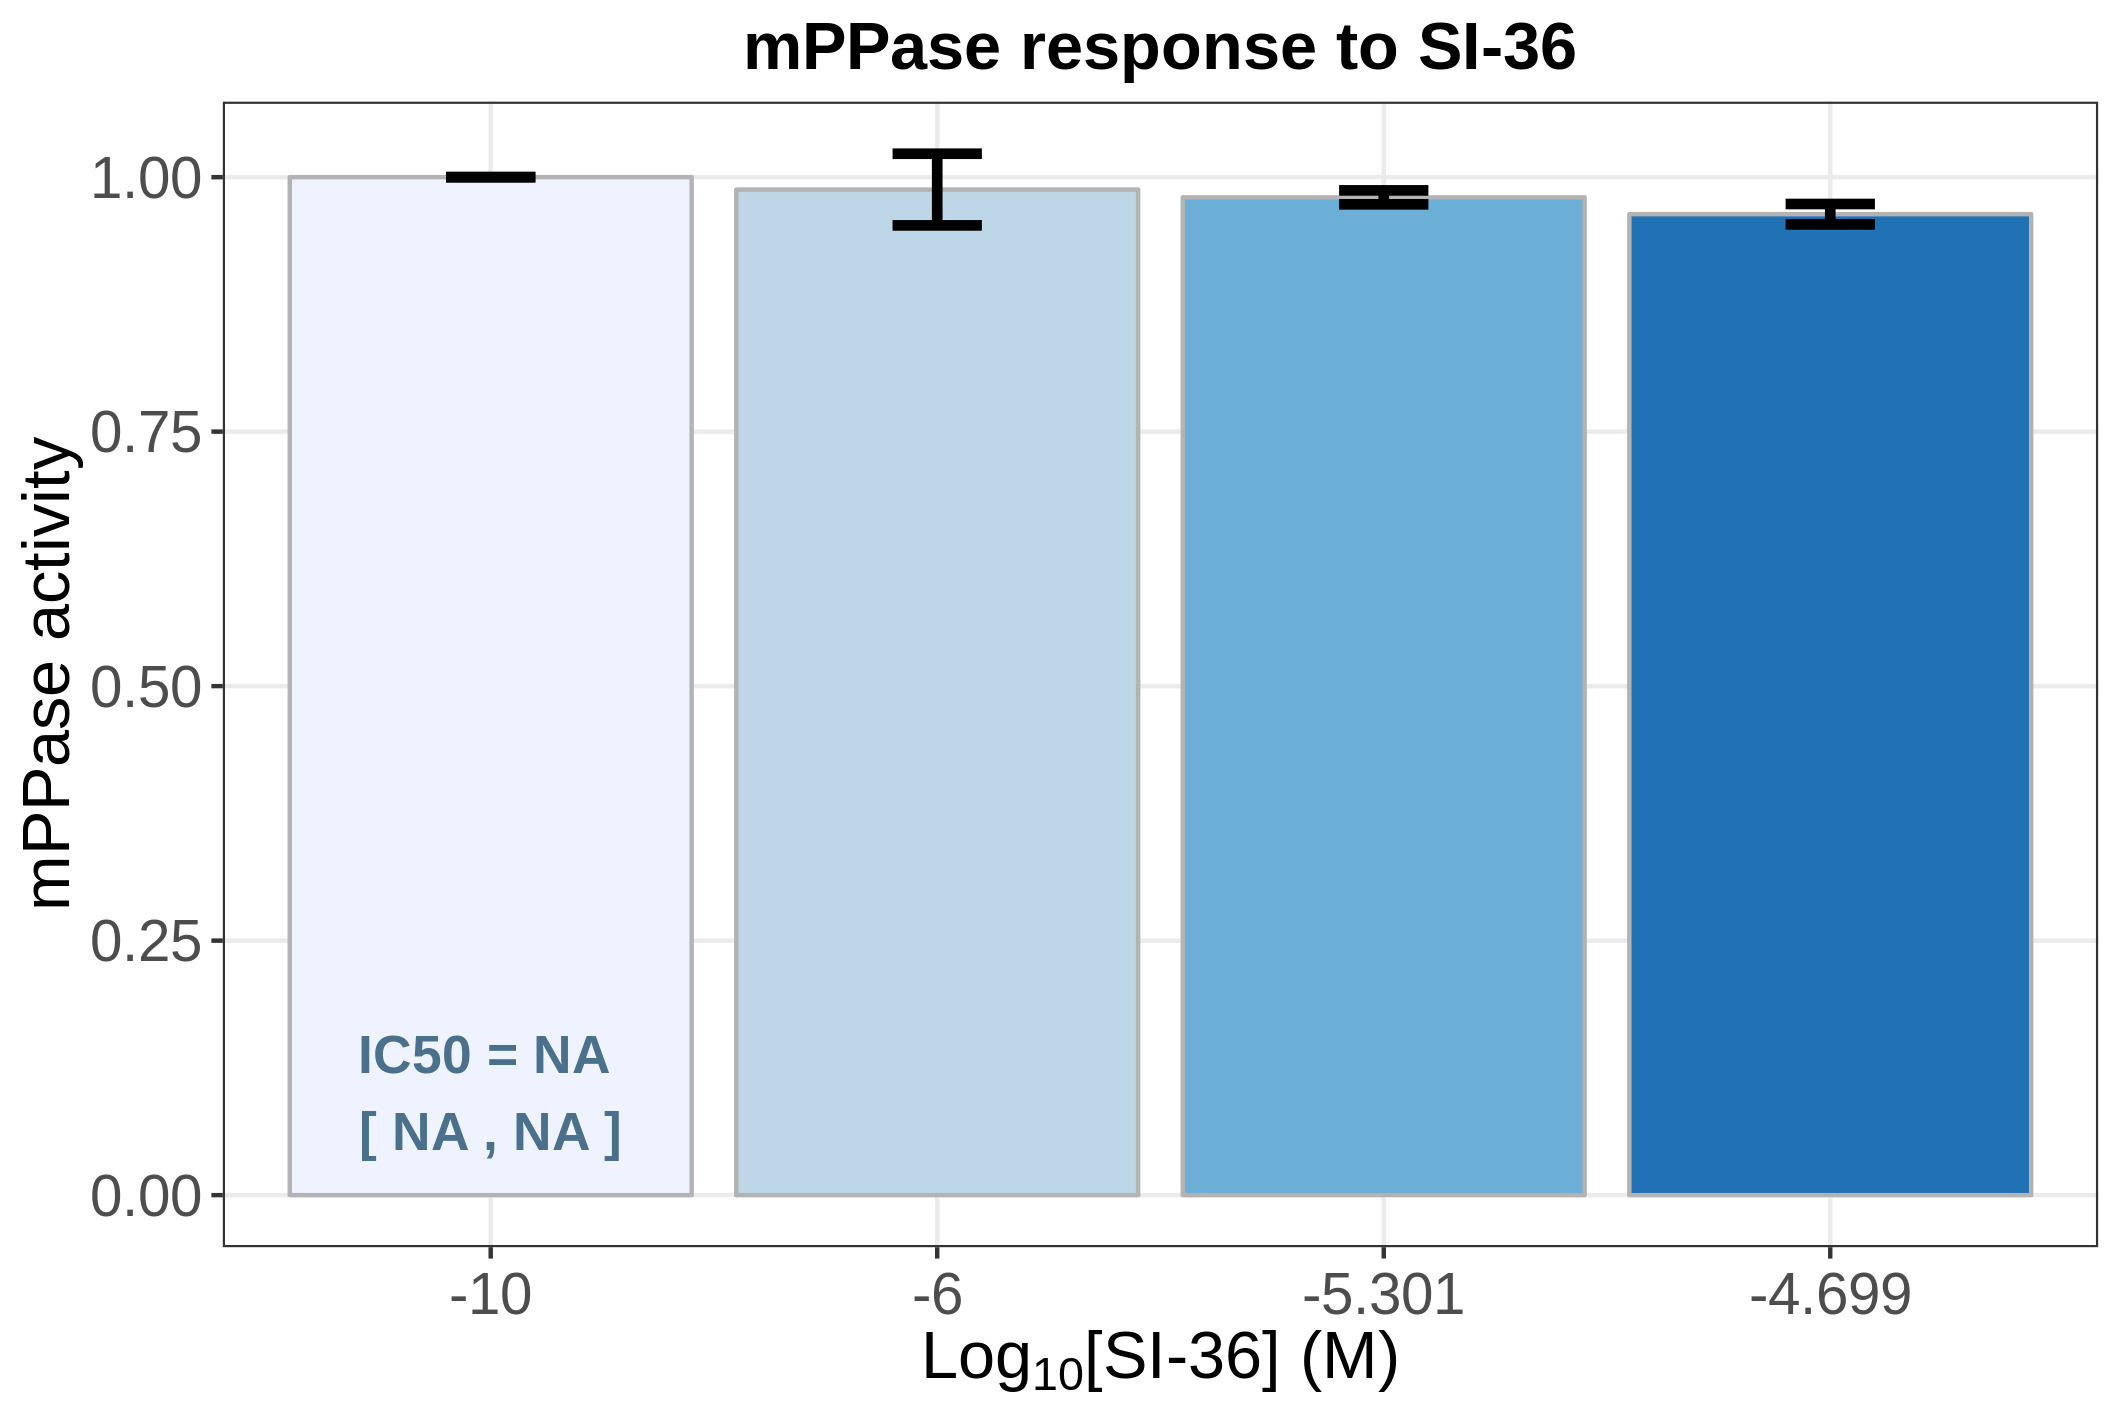 mPPase response to SI-36
mPPase activity
1.00
0.75
0.50
0.25
0.00
IC50 = NA
[ NA , NA ]
-10
-6
-5.301
-4.699
Log₁₀[SI-36] (M)